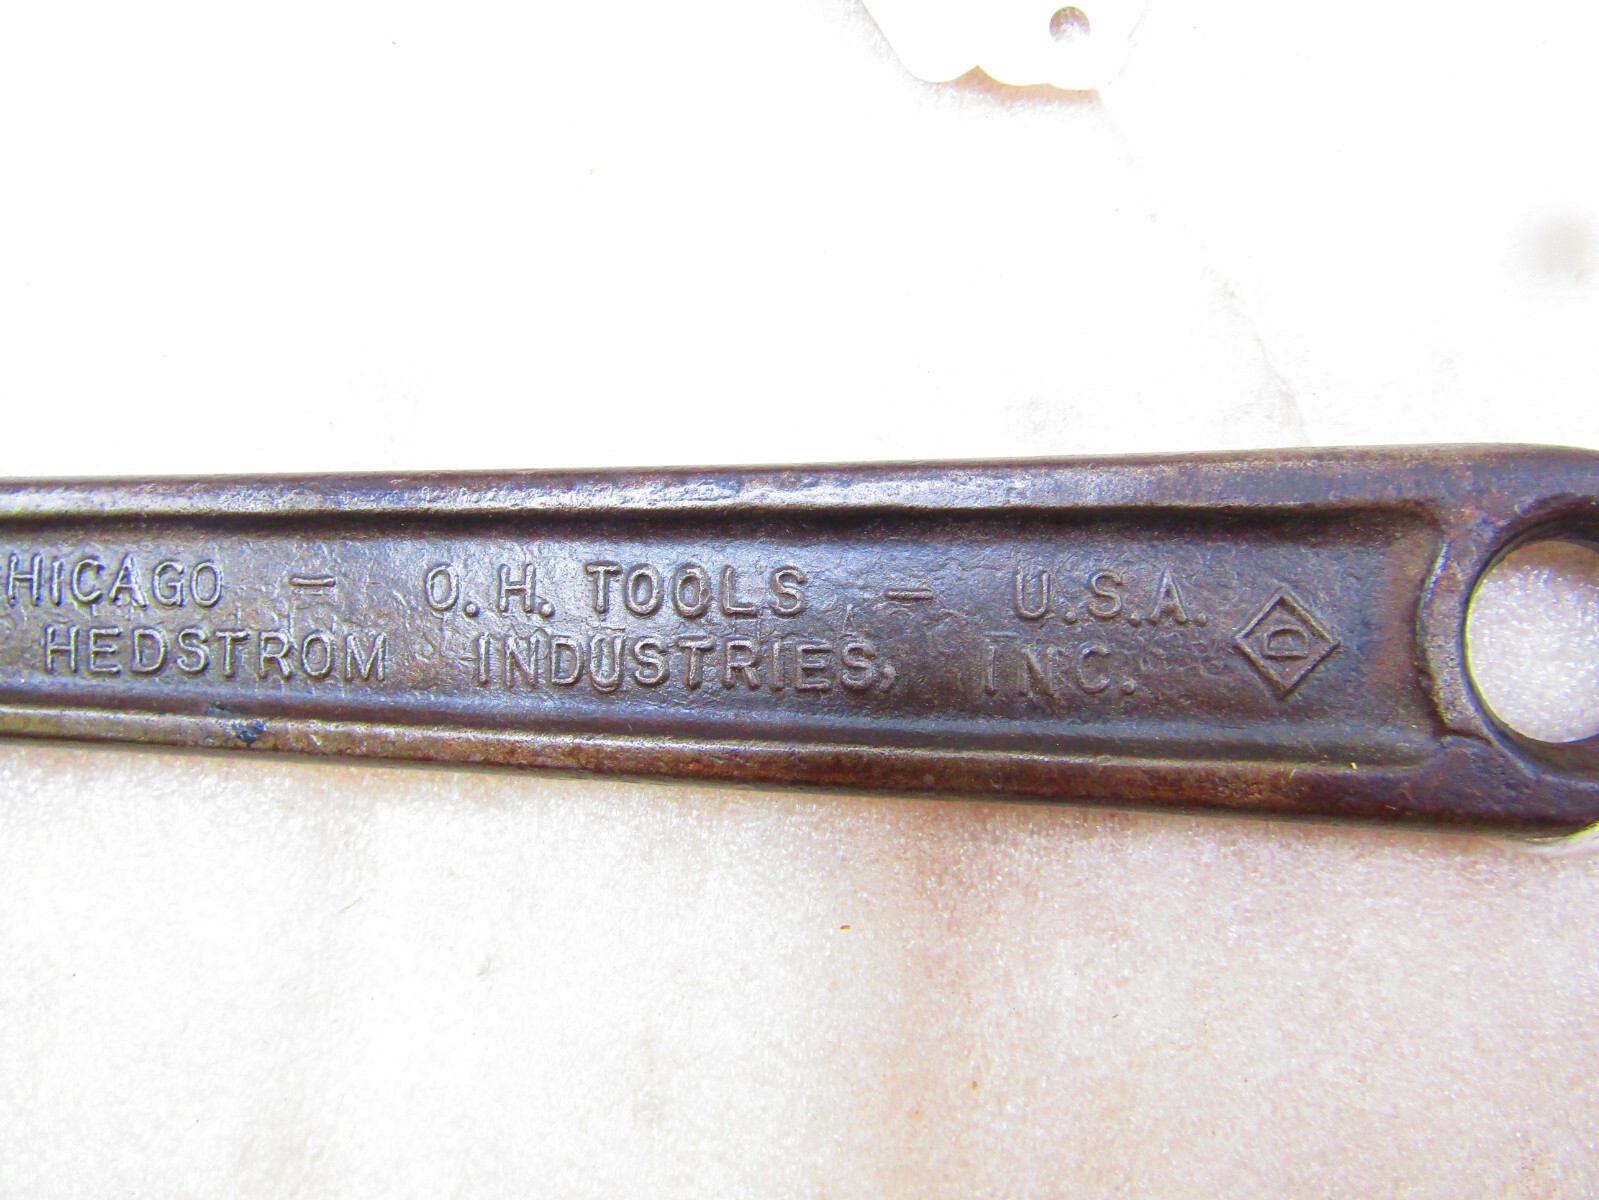 HICAGO — O. H. TOOLS — U.S.A.
HEDSTROM INDUSTRIES, INC.
D